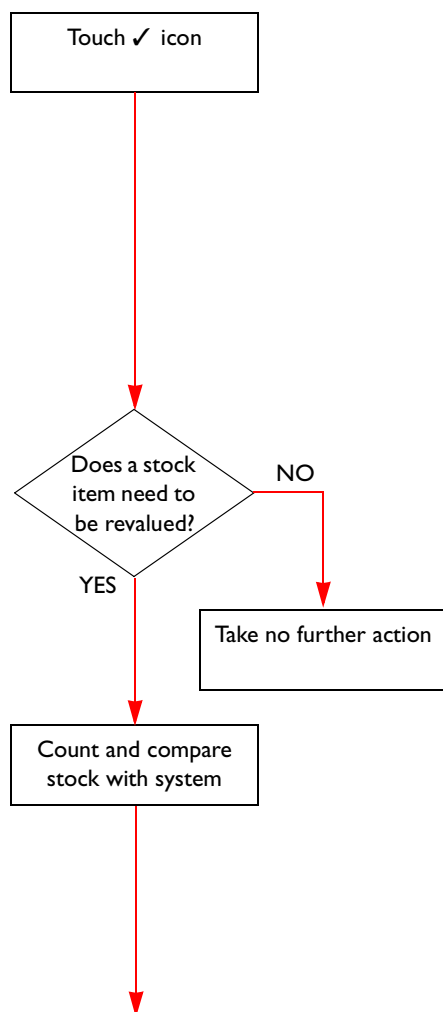 Touch ✓ icon
Does a stock
item need to
be revalued?
NO
YES
Take no further action
Count and compare
stock with system